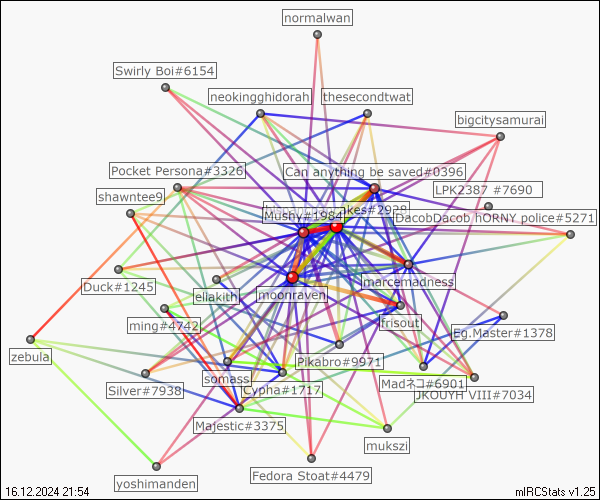 normalwan
Swirly Boi#6154
neokingghidorah
thesecondtwat
bigcitysamurai
Pocket Persona#3326
Can anything be saved#0396
LPK2387 #7690
shawntee9
Mushy#1984
okes#2929
DacobDacob hORNY police#5271
Duck#1245
eliakith
moonraven
marcemadness
ming#4742
frisout
Eg.Master#1378
zebula
Silver#7938
somass
Pikabro#9971
Cypha#1717
Madネコ#6901
JKOUYH VIII#7034
Majestic#3375
mukszi
yoshimanden
Fedora Stoat#4479
16.12.2024 21:54
mIRCStats v1.25